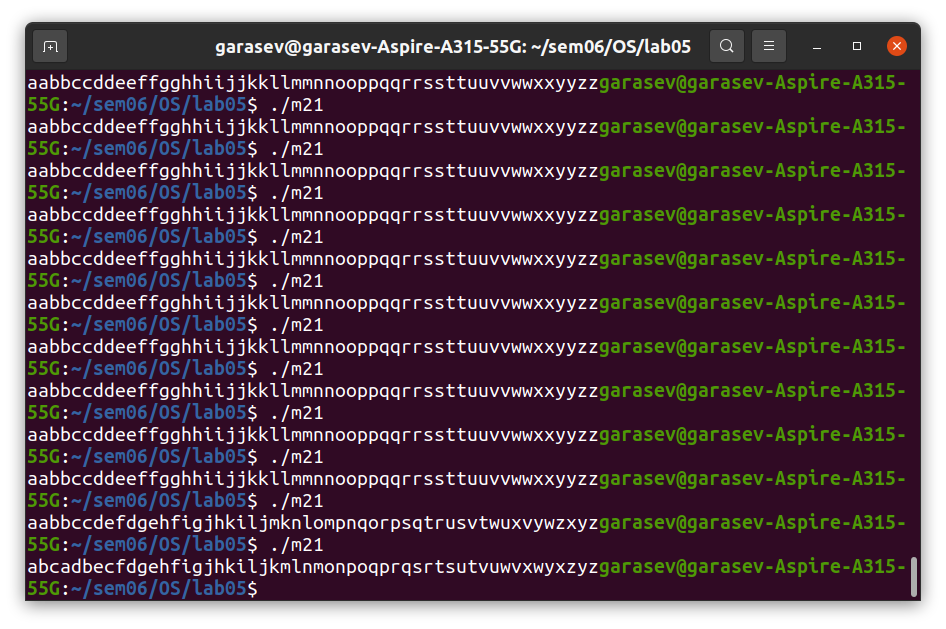 garasev@garasev-Aspire-A315-55G: ~/sem06/OS/lab05
aabbccddeeffgghhiijjkkllmmnnooppqqrrssttuuvvwwxxyyzzgarasev@garasev-Aspire-A315-
55G:~/sem06/OS/lab05$ ./m21
aabbccddeeffgghhiijjkkllmmnnooppqqrrssttuuvvwwxxyyzzgarasev@garasev-Aspire-A315-
55G:~/sem06/OS/lab05$ ./m21
aabbccddeeffgghhiijjkkllmmnnooppqqrrssttuuvvwwxxyyzzgarasev@garasev-Aspire-A315-
55G:~/sem06/OS/lab05$ ./m21
aabbccddeeffgghhiijjkkllmmnnooppqqrrssttuuvvwwxxyyzzgarasev@garasev-Aspire-A315-
55G:~/sem06/OS/lab05$ ./m21
aabbccddeeffgghhiijjkkllmmnnooppqqrrssttuuvvwwxxyyzzgarasev@garasev-Aspire-A315-
55G:~/sem06/OS/lab05$ ./m21
aabbccddeeffgghhiijjkkllmmnnooppqqrrssttuuvvwwxxyyzzgarasev@garasev-Aspire-A315-
55G:~/sem06/OS/lab05$ ./m21
aabbccddeeffgghhiijjkkllmmnnooppqqrrssttuuvvwwxxyyzzgarasev@garasev-Aspire-A315-
55G:~/sem06/OS/lab05$ ./m21
aabbccddeeffgghhiijjkkllmmnnooppqqrrssttuuvvwwxxyyzzgarasev@garasev-Aspire-A315-
55G:~/sem06/OS/lab05$ ./m21
aabbccddeeffgghhiijjkkllmmnnooppqqrrssttuuvvwwxxyyzzgarasev@garasev-Aspire-A315-
55G:~/sem06/OS/lab05$ ./m21
aabbccddeeffgghhiijjkkllmmnnooppqqrrssttuuvvwwxxyyzzgarasev@garasev-Aspire-A315-
55G:~/sem06/OS/lab05$ ./m21
aabbccdefdgehfigjhkiljmknlompnqorpsqtrusvtwuxvywzxyzgarasev@garasev-Aspire-A315-
55G:~/sem06/OS/lab05$ ./m21
abcadbecfdgehfigjhkiljkmlnmonpoqprqsrtsutvuwvxwyxzyzgarasev@garasev-Aspire-A315-
55G:~/sem06/OS/lab05$